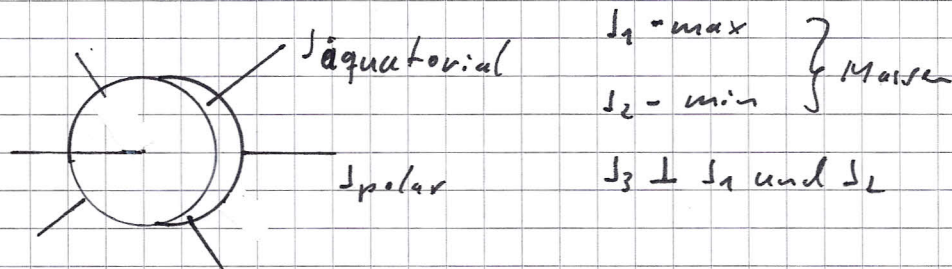 J₁ - max
Jäquatorial
J₂ - min } Massen
Jpolar
J₃ ⊥ J₁ und J₂